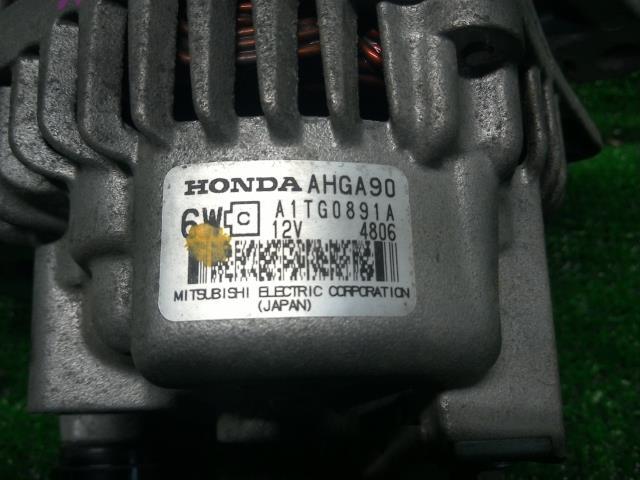 HONDA AHGA90
6W C A1TG0891A
12V 4806
MITSUBISHI ELECTRIC CORPORATION
(JAPAN)